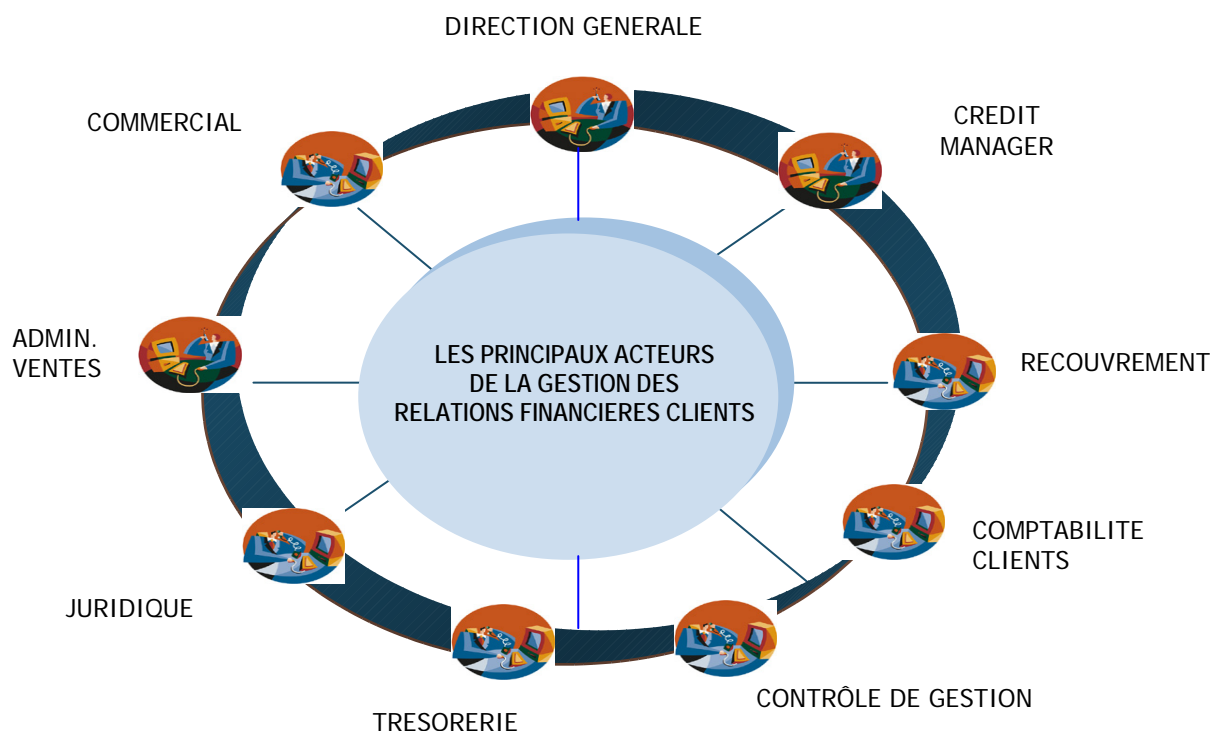 DIRECTION GENERALE
COMMERCIAL
CREDIT
MANAGER
ADMIN.
VENTES
LES PRINCIPAUX ACTEURS
DE LA GESTION DES
RELATIONS FINANCIERES CLIENTS
RECOUVREMENT
COMPTABILITE
CLIENTS
JURIDIQUE
CONTRÔLE DE GESTION
TRESORERIE